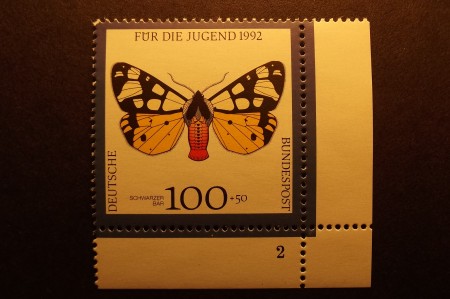 FÜR DIE JUGEND 1992
DEUTSCHE
BUNDESPOST
SCHWARZER
BÄR
100+50
2